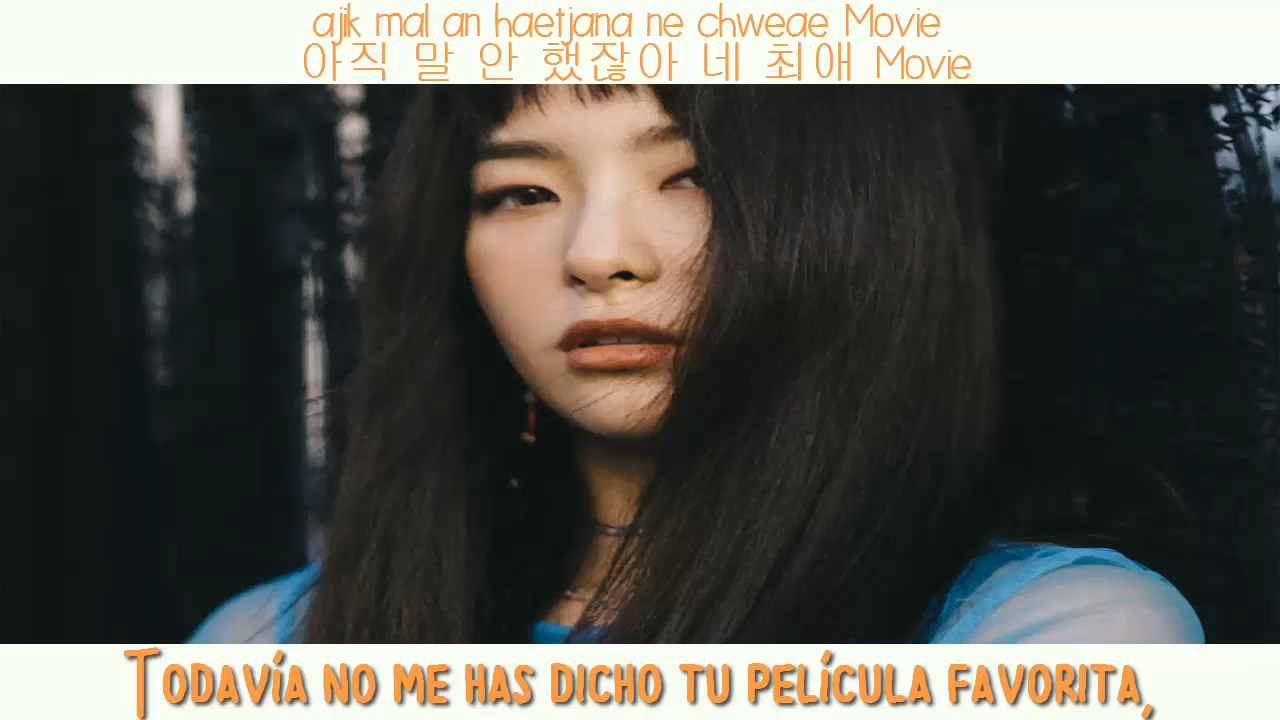 ajik mal an haetjana ne chweae Movie
아직 말 안 했잖아 네 최애 Movie
Todavía no me has dicho tu película favorita,